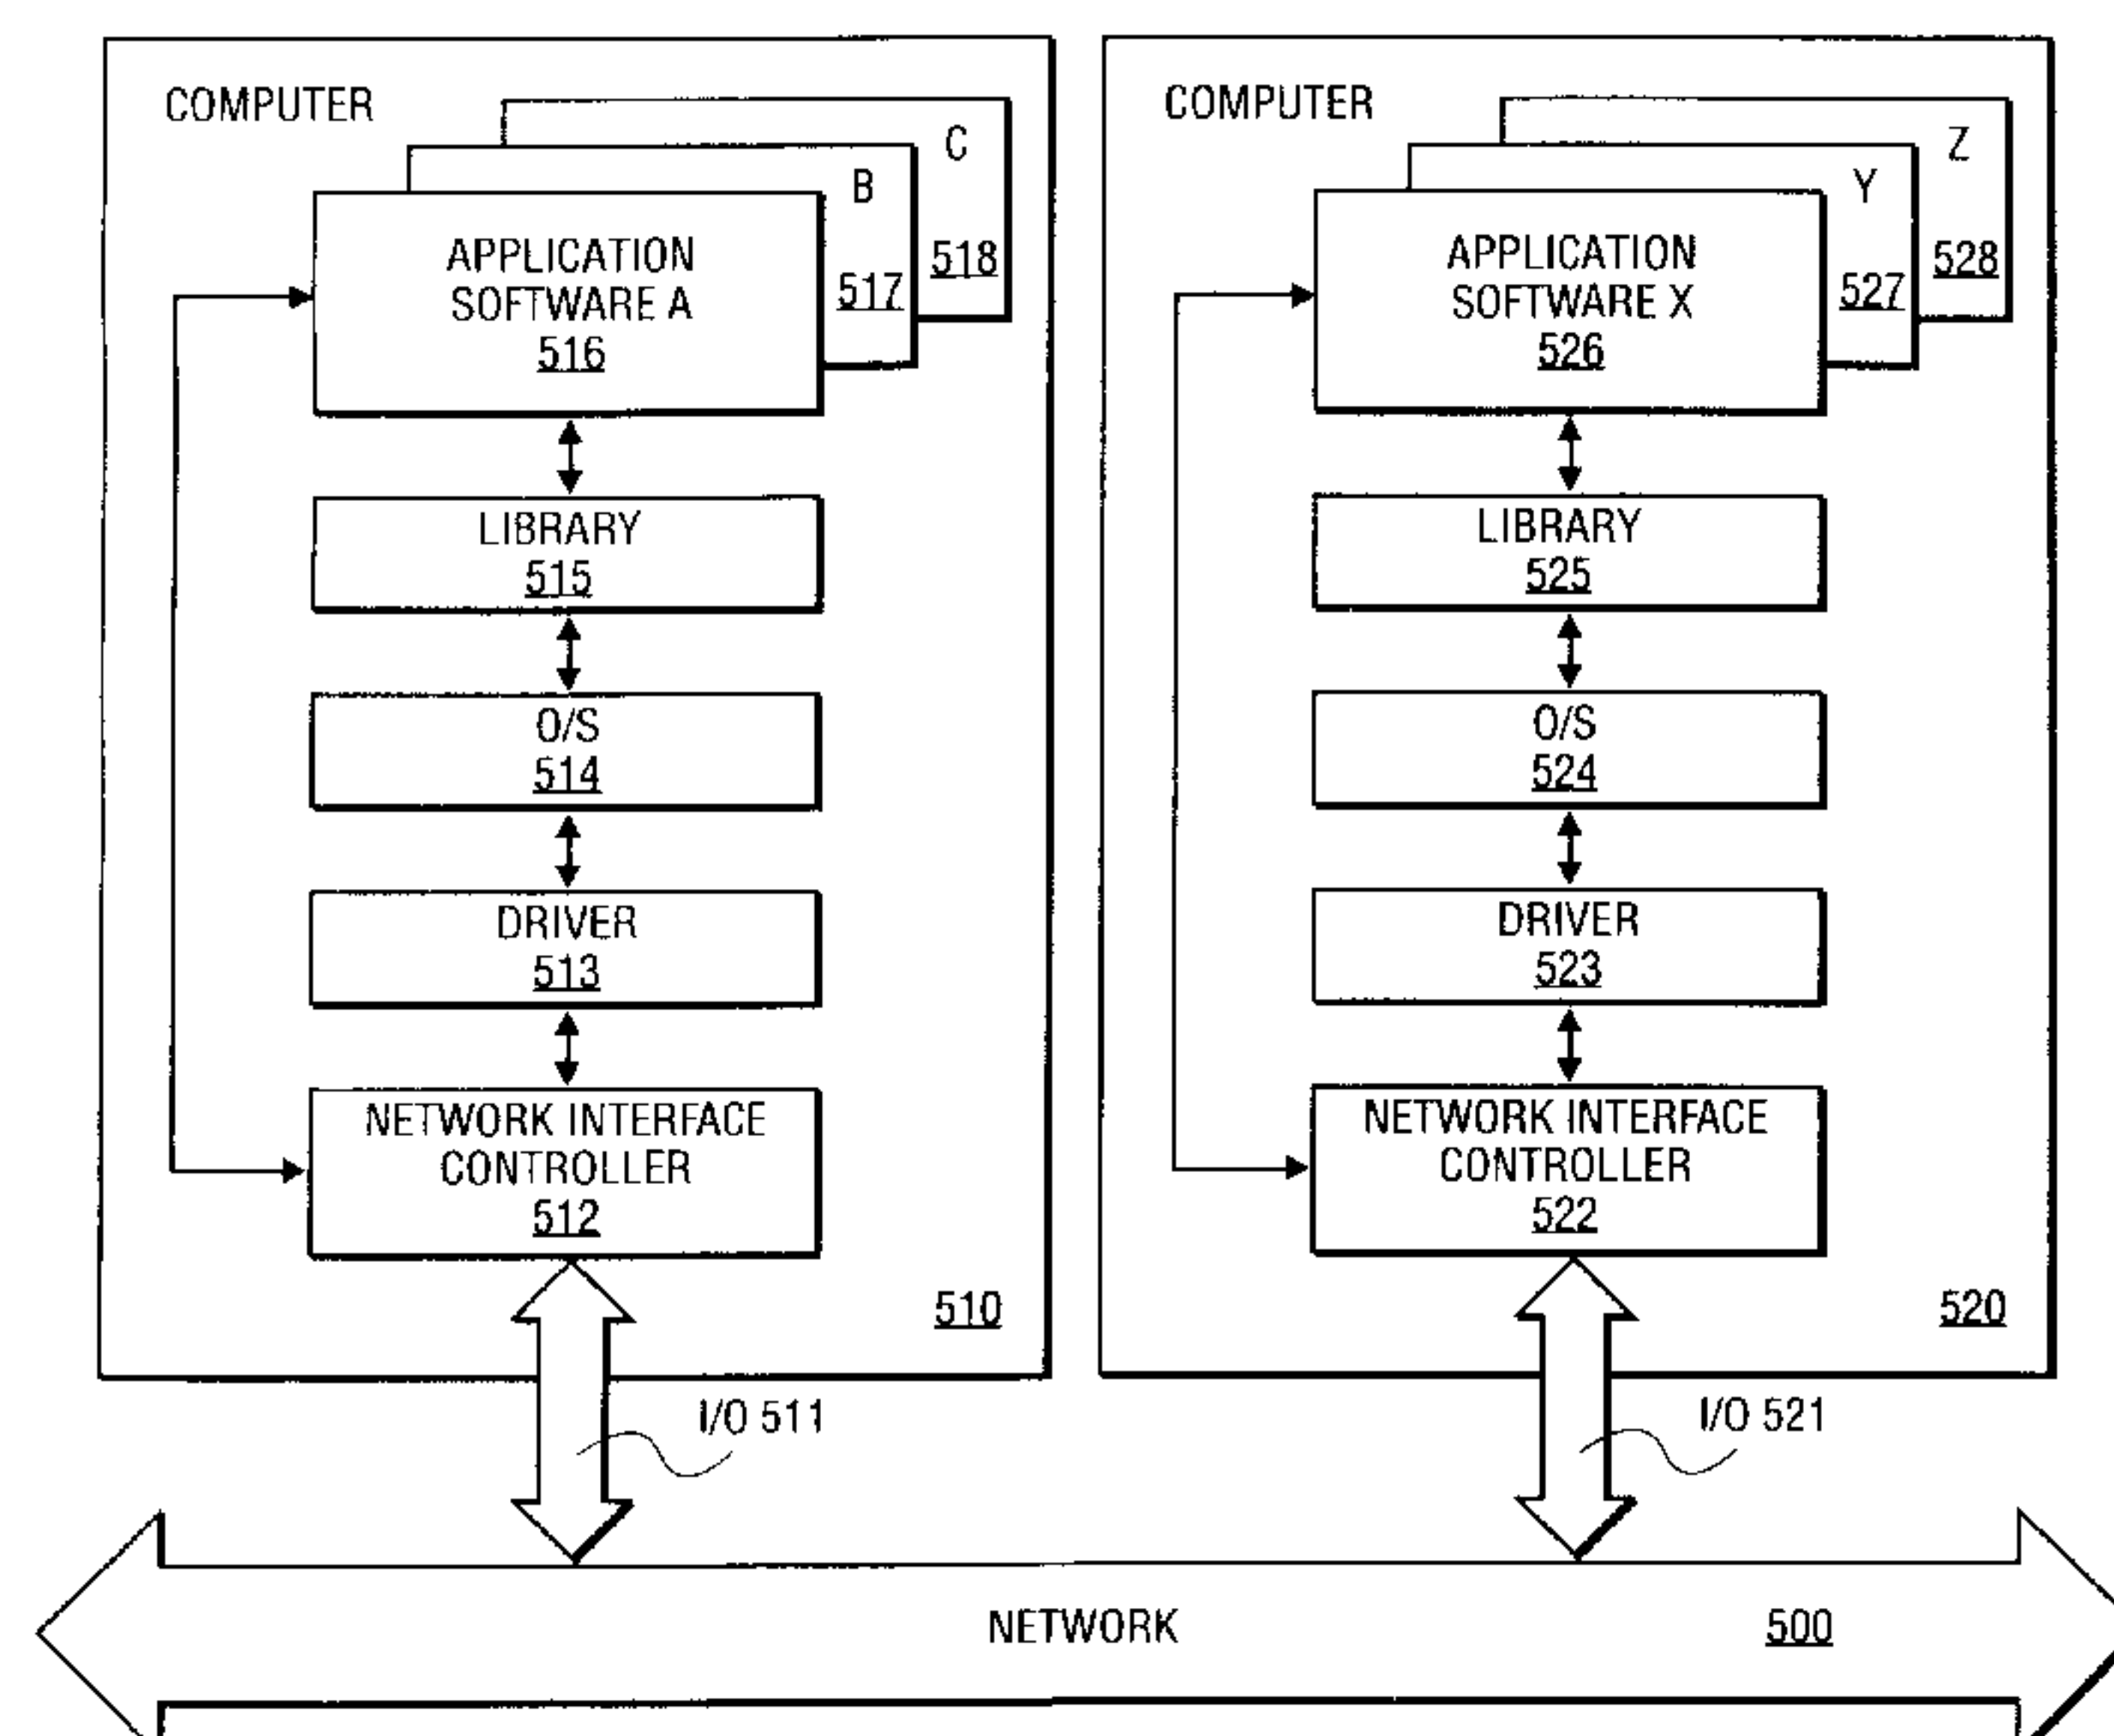 COMPUTER
C
B
518
517
APPLICATION
SOFTWARE A
516
LIBRARY
515
O/S
514
DRIVER
513
NETWORK INTERFACE
CONTROLLER
512
510
I/O 511
COMPUTER
Z
Y
528
527
APPLICATION
SOFTWARE X
526
LIBRARY
525
O/S
524
DRIVER
523
NETWORK INTERFACE
CONTROLLER
522
520
I/O 521
NETWORK
500